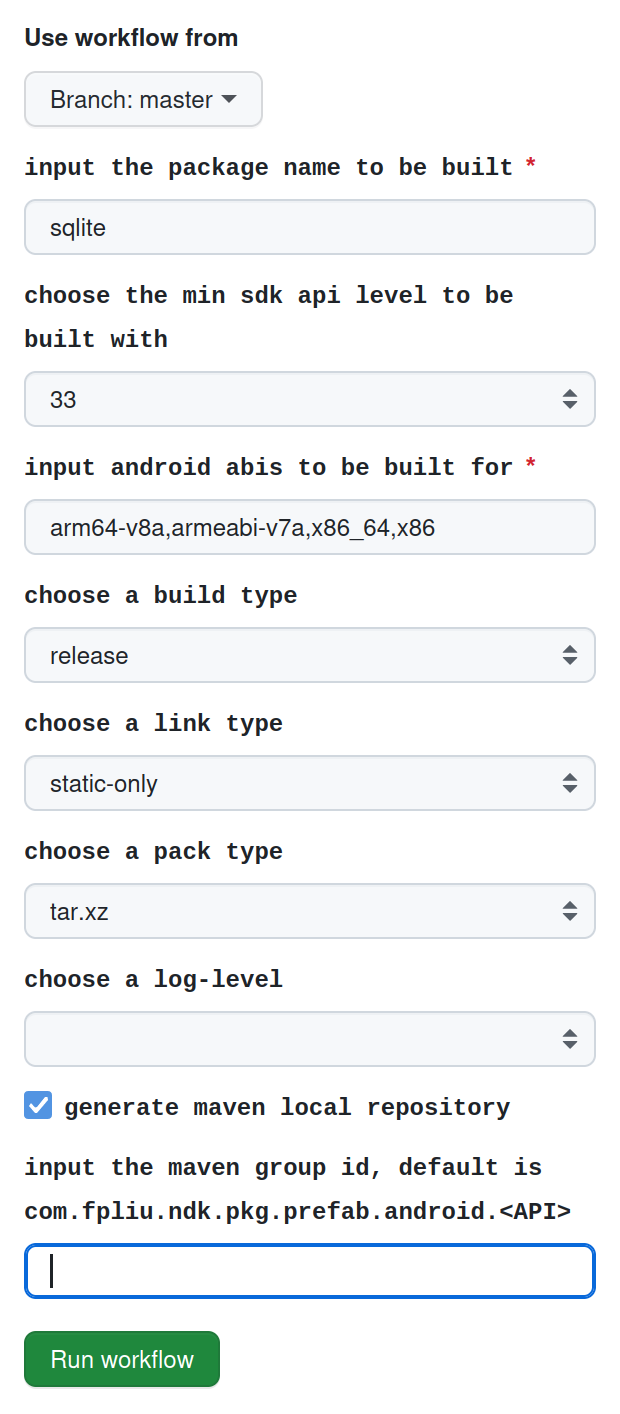 Use workflow from
Branch: master
input the package name to be built *
sqlite
choose the min sdk api level to be
built with
33
input android abis to be built for *
arm64-v8a,armeabi-v7a,x86_64,x86
choose a build type
release
choose a link type
static-only
choose a pack type
tar.xz
choose a log-level
generate maven local repository
input the maven group id, default is
com.fpliu.ndk.pkg.prefab.android.<API>
Run workflow